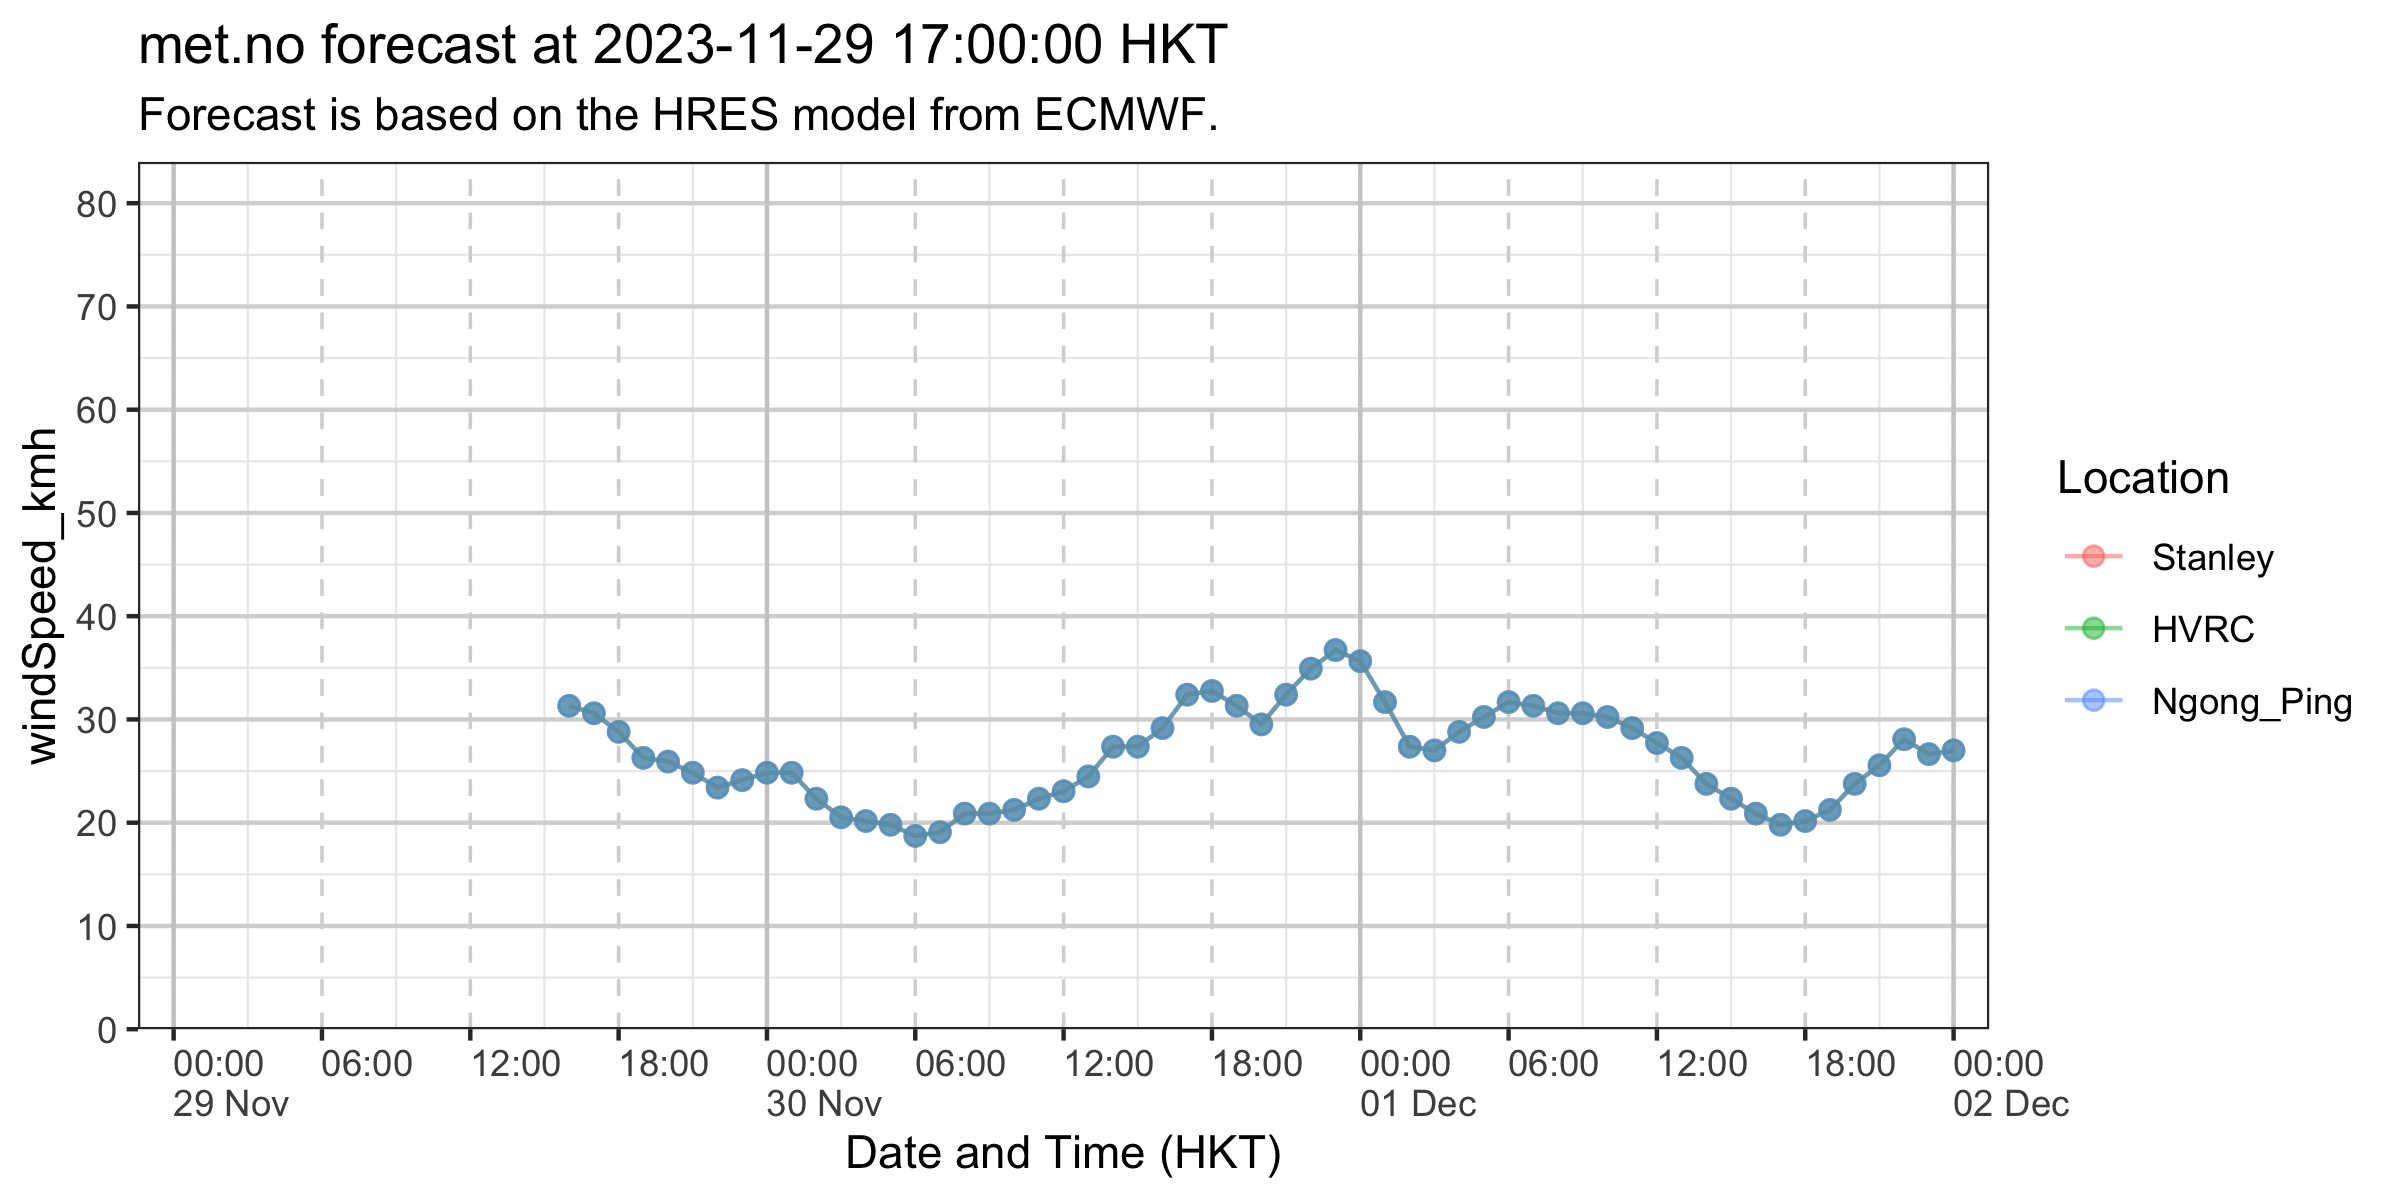 met.no forecast at 2023-11-29 17:00:00 HKT
Forecast is based on the HRES model from ECMWF.
windSpeed_kmh
80
70
60
50
40
30
20
10
0
00:00 06:00 12:00 18:00 00:00 06:00 12:00 18:00 00:00 06:00 12:00 18:00 00:00
29 Nov 30 Nov 01 Dec 02 Dec
Date and Time (HKT)
Location
Stanley
HVRC
Ngong_Ping